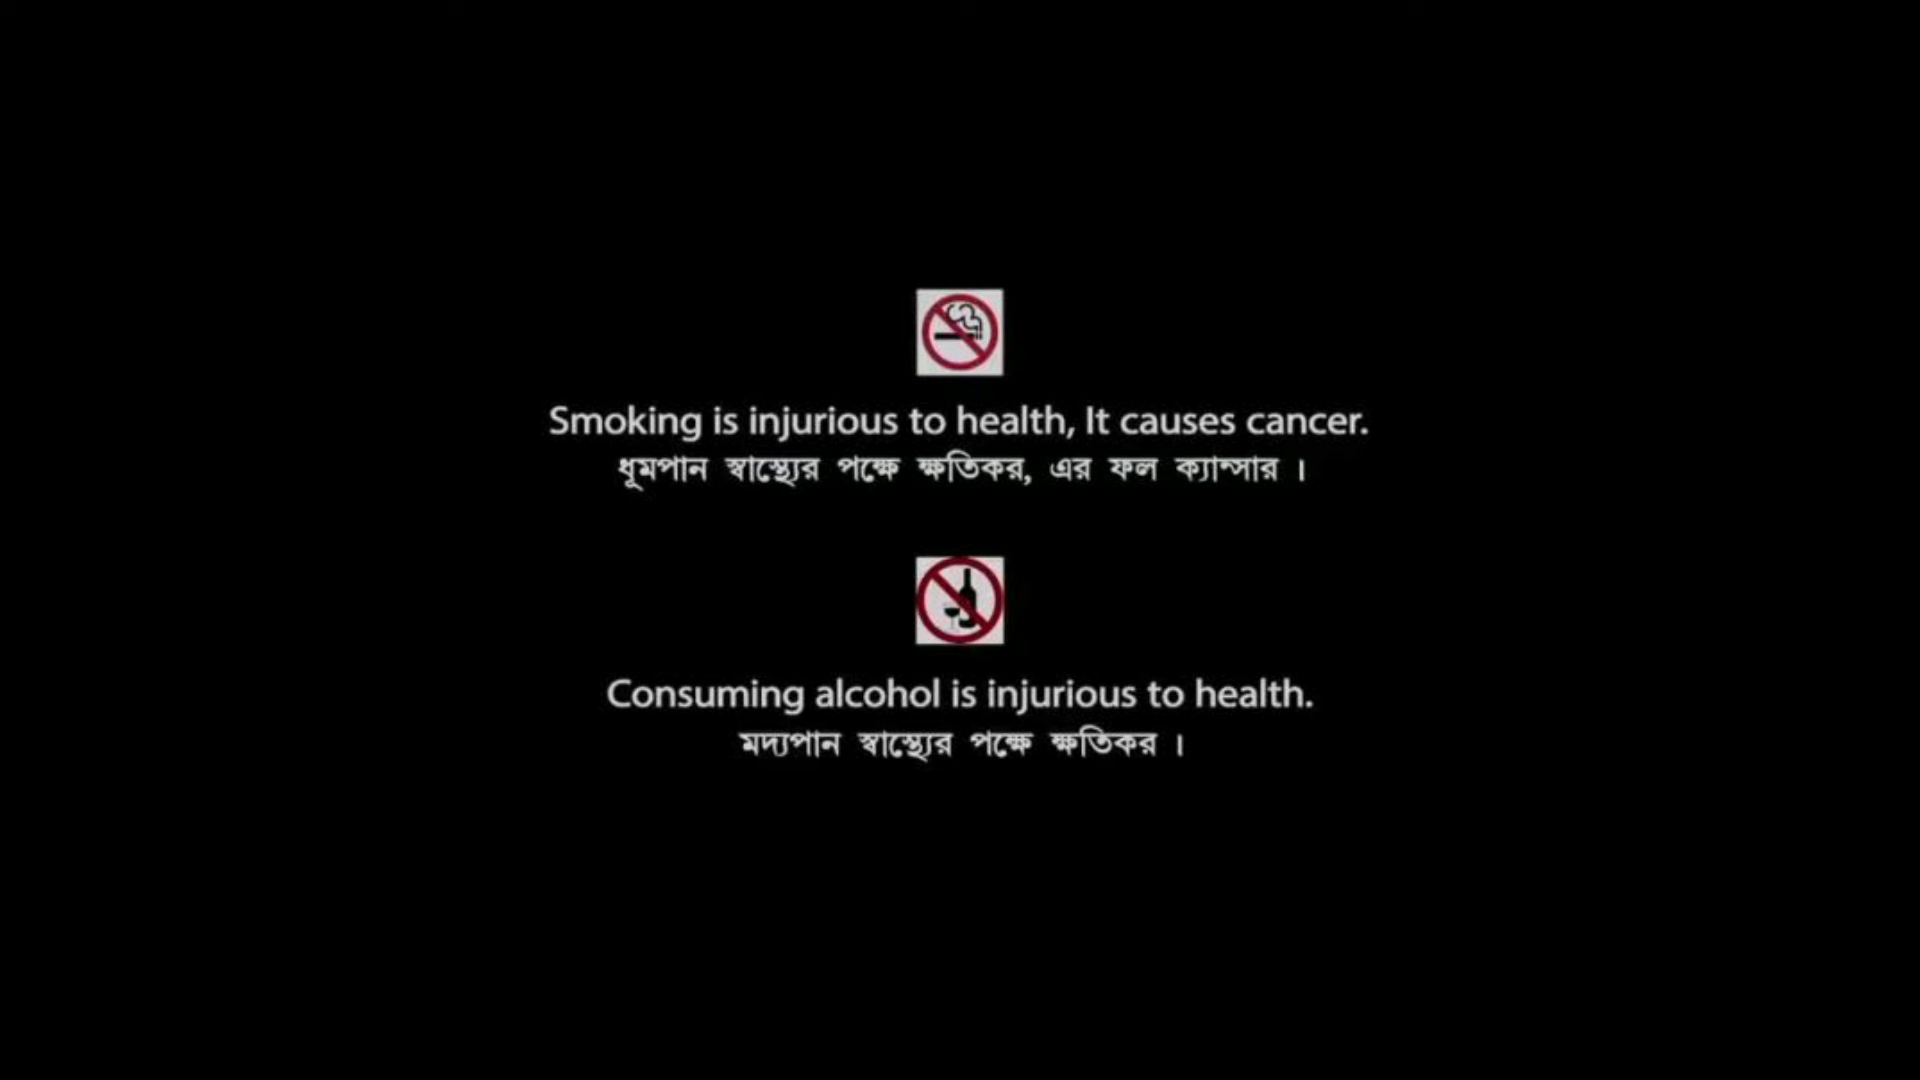 Smoking is injurious to health, It causes cancer.
ধূমপান স্বাস্থ্যের পক্ষে ক্ষতিকর, এর ফল ক্যান্সার ।
Consuming alcohol is injurious to health.
মদ্যপান স্বাস্থ্যের পক্ষে ক্ষতিকর ।